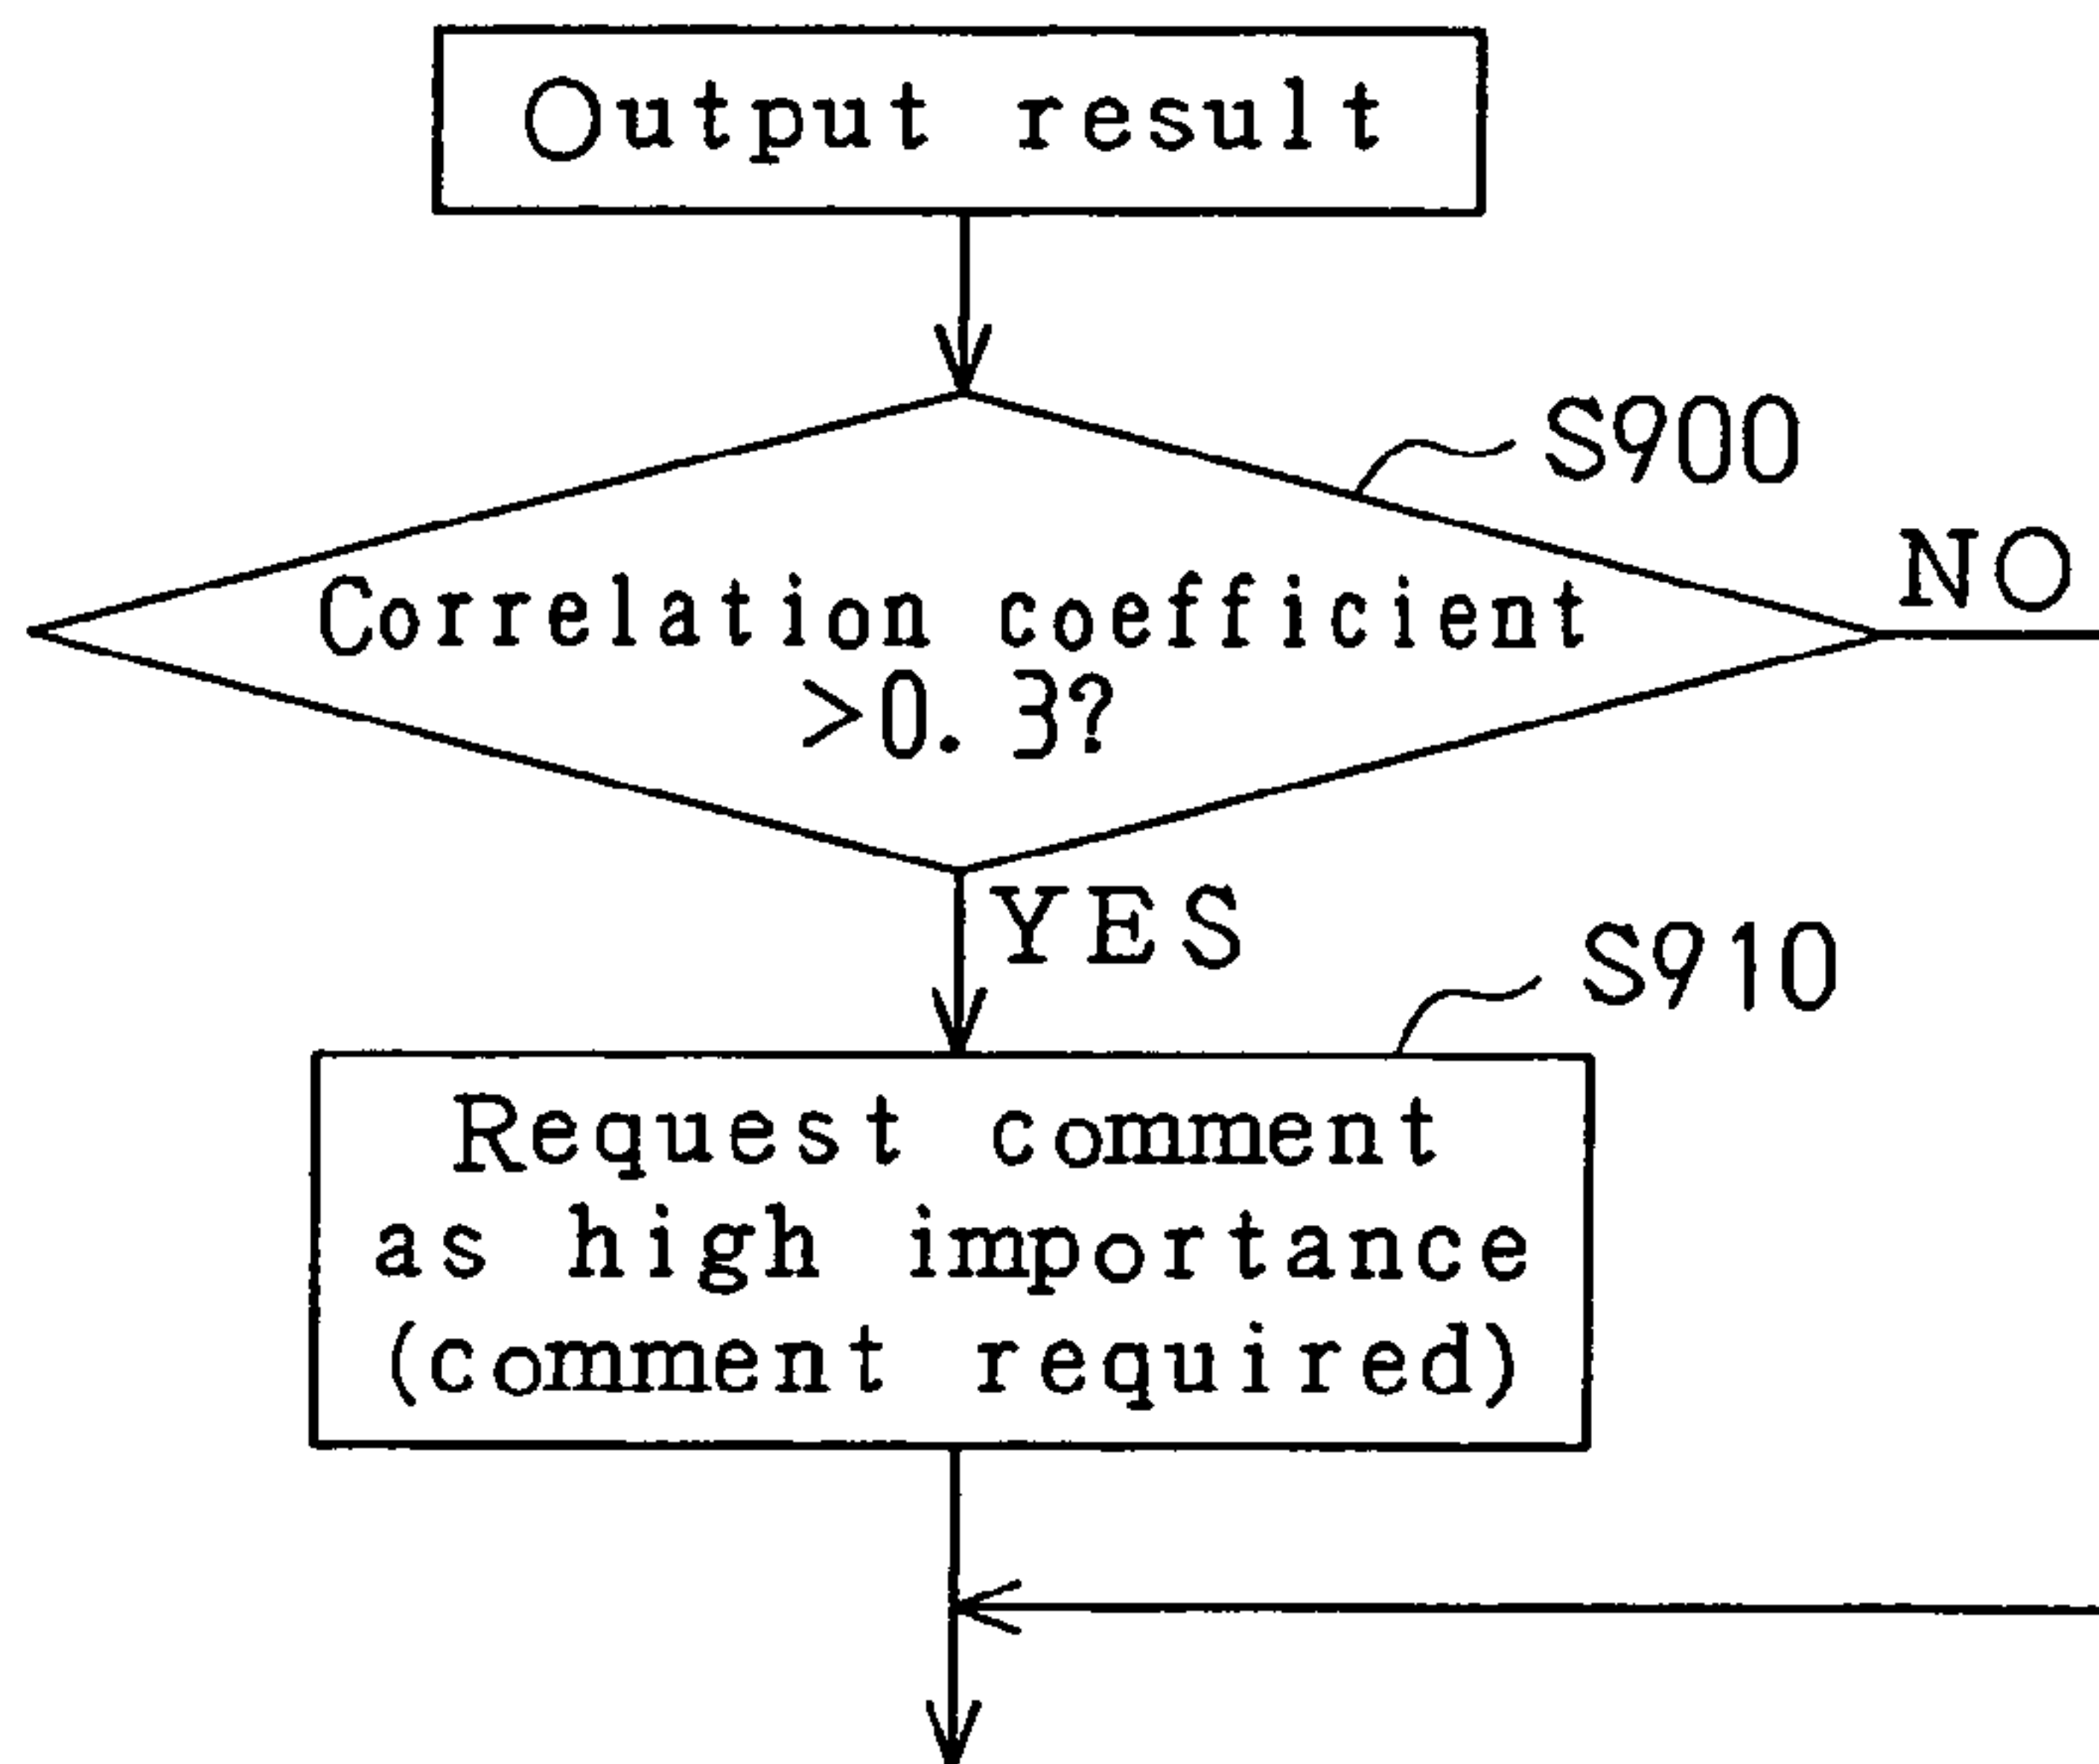 Output result
S900
NO
Correlation coefficient
>0.3?
YES
S910
Request comment
as high importance
(comment required)